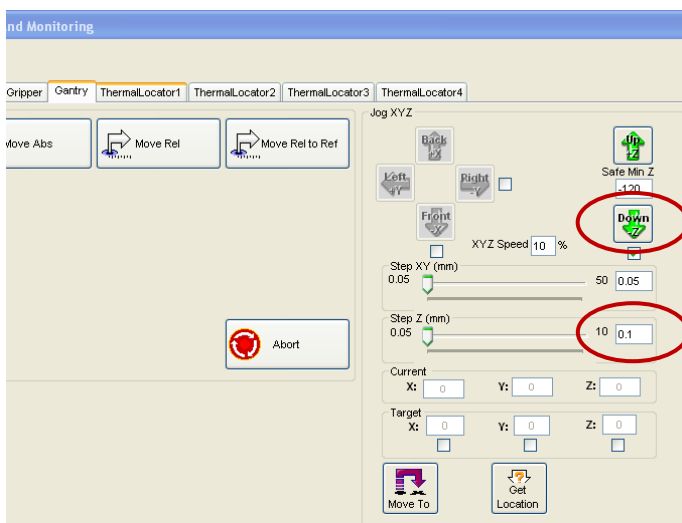 nd Monitoring
Gripper Gantry ThermalLocator1 ThermalLocator2 ThermalLocator3 ThermalLocator4
Move Abs Move Rel Move Rel to Ref
Jog XYZ
Back
+X
Up
+Z
Safe Min Z
-120
Left
+Y
Right
-Y
Front
-X
Down
-Z
XYZ Speed 10 %
Step XY (mm)
0.05 50 0.05
Step Z (mm)
0.05 10 0.1
Abort
Current
X: 0 Y: 0 Z: 0
Target
X: 0 Y: 0 Z: 0
Move To
Get
Location